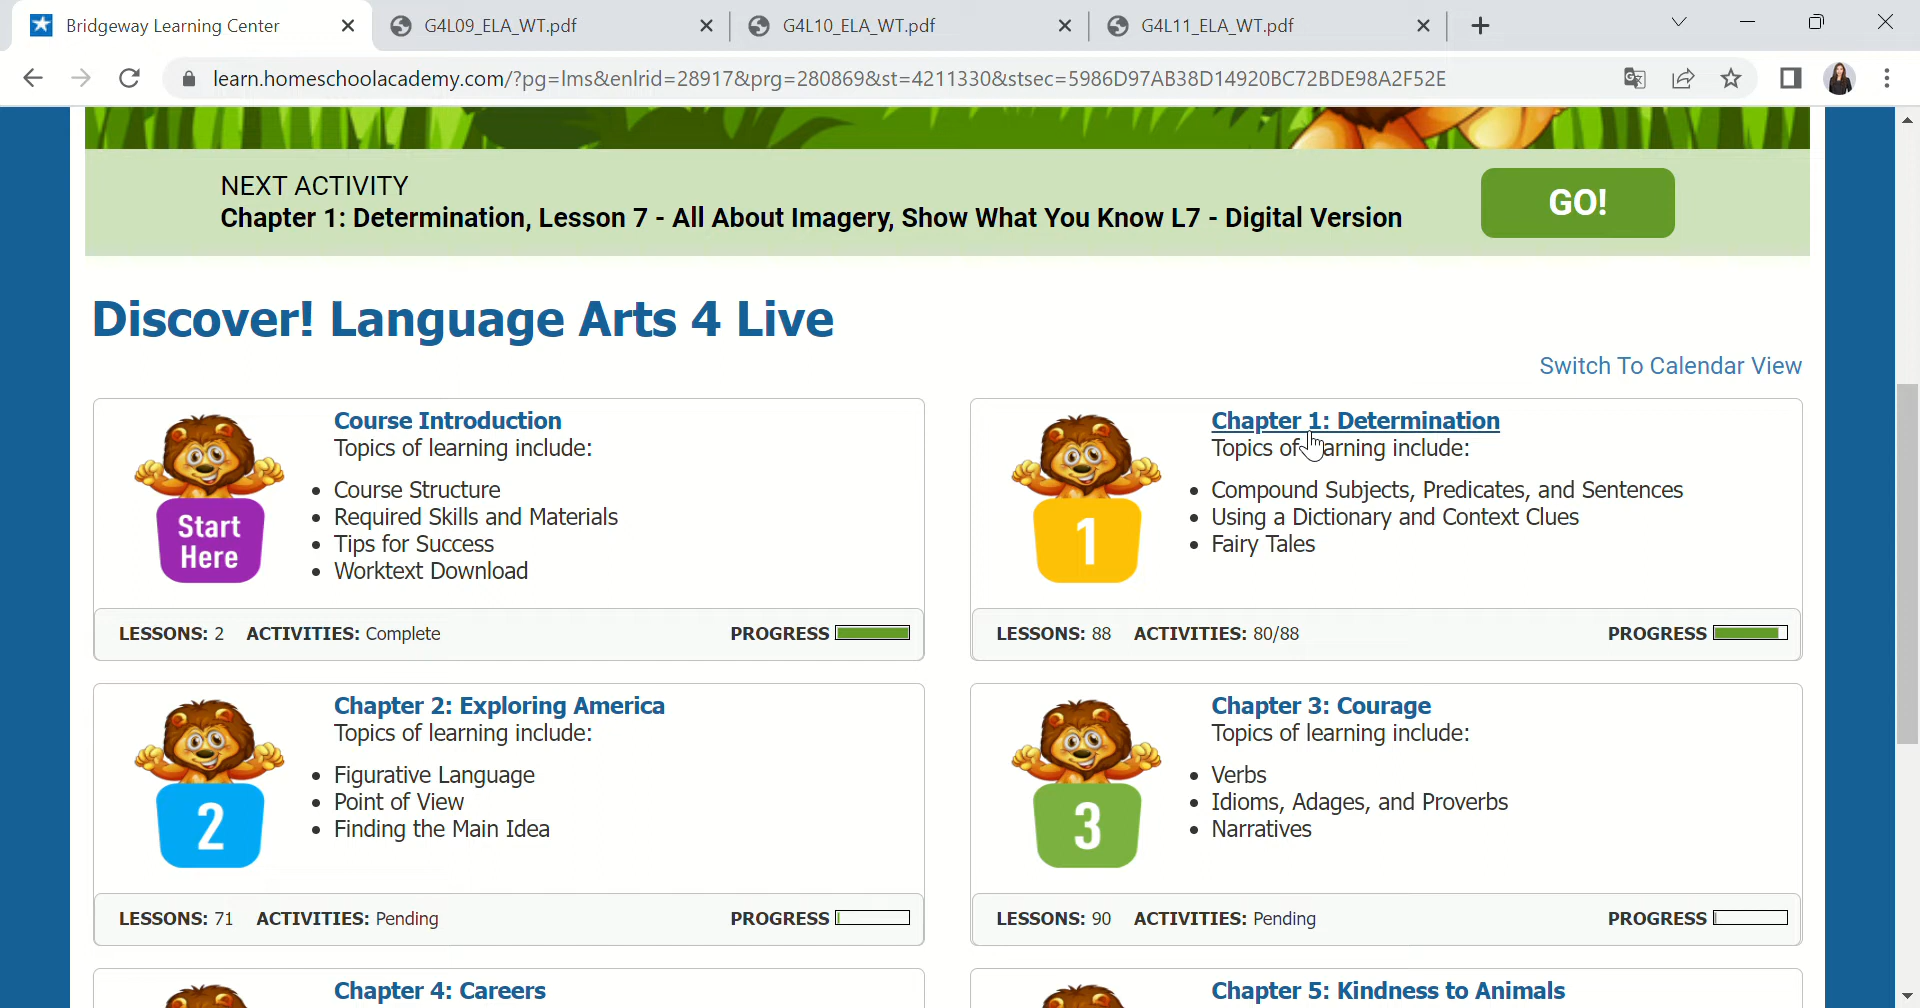 Bridgeway Learning Center
G4L09_ELA_WT.pdf
G4L10_ELA_WT.pdf
G4L11_ELA_WT.pdf
learn.homeschoolacademy.com/?pg=lms&enlrid=28917&prg=280869&st=4211330&stsec=5986D97AB38D14920BC72BDE98A2F52E
NEXT ACTIVITY
Chapter 1: Determination, Lesson 7 - All About Imagery, Show What You Know L7 - Digital Version
GO!
Discover! Language Arts 4 Live
Switch To Calendar View
Start
Here
Course Introduction
Topics of learning include:
• Course Structure
• Required Skills and Materials
• Tips for Success
• Worktext Download
LESSONS: 2 ACTIVITIES: Complete PROGRESS
1
Chapter 1: Determination
Topics of learning include:
• Compound Subjects, Predicates, and Sentences
• Using a Dictionary and Context Clues
• Fairy Tales
LESSONS: 88 ACTIVITIES: 80/88 PROGRESS
2
Chapter 2: Exploring America
Topics of learning include:
• Figurative Language
• Point of View
• Finding the Main Idea
LESSONS: 71 ACTIVITIES: Pending PROGRESS
3
Chapter 3: Courage
Topics of learning include:
• Verbs
• Idioms, Adages, and Proverbs
• Narratives
LESSONS: 90 ACTIVITIES: Pending PROGRESS
Chapter 4: Careers
Chapter 5: Kindness to Animals